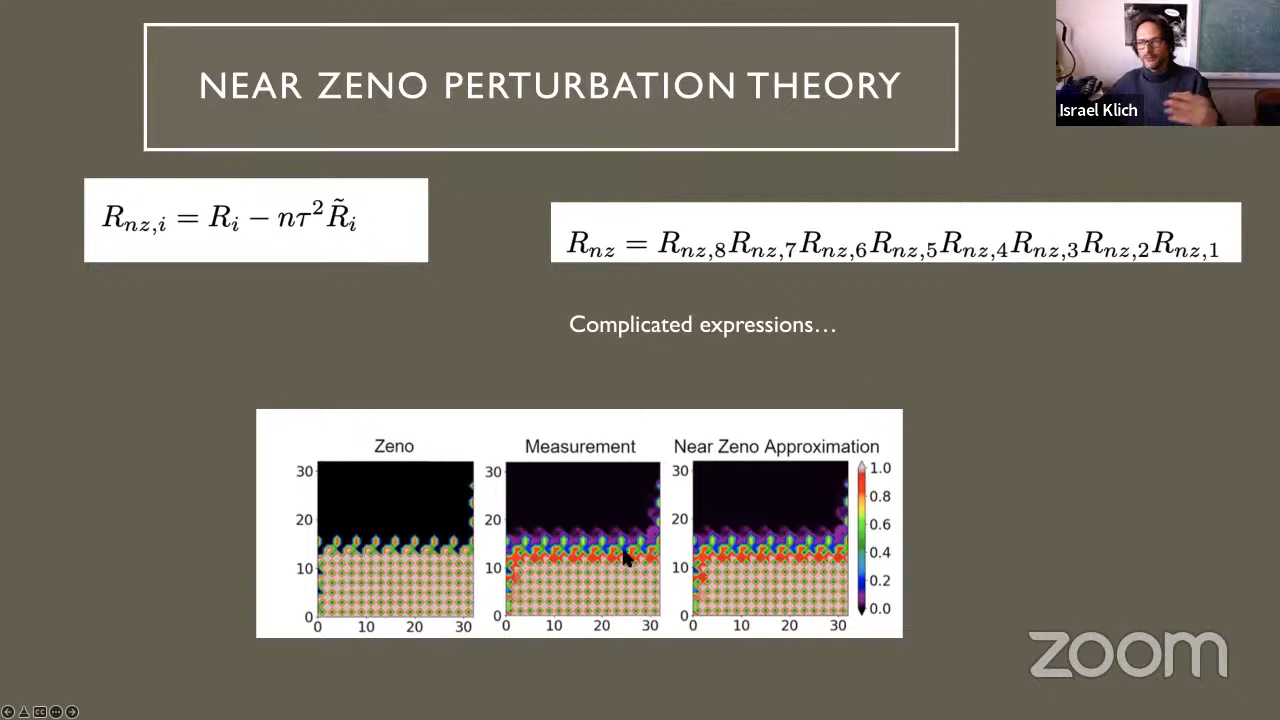 NEAR ZENO PERTURBATION THEORY
Israel Klich
R_{nz,i} = R_i − nτ^2 R̃_i
R_{nz} = R_{nz,8}R_{nz,7}R_{nz,6}R_{nz,5}R_{nz,4}R_{nz,3}R_{nz,2}R_{nz,1}
Complicated expressions…
Zeno Measurement Near Zeno Approximation
30 30 30 1.0
0.8
20 20 20 0.6
10 10 10 0.4
0.2
0 0 0 0.0
0 10 20 30 0 10 20 30 0 10 20 30
zoom